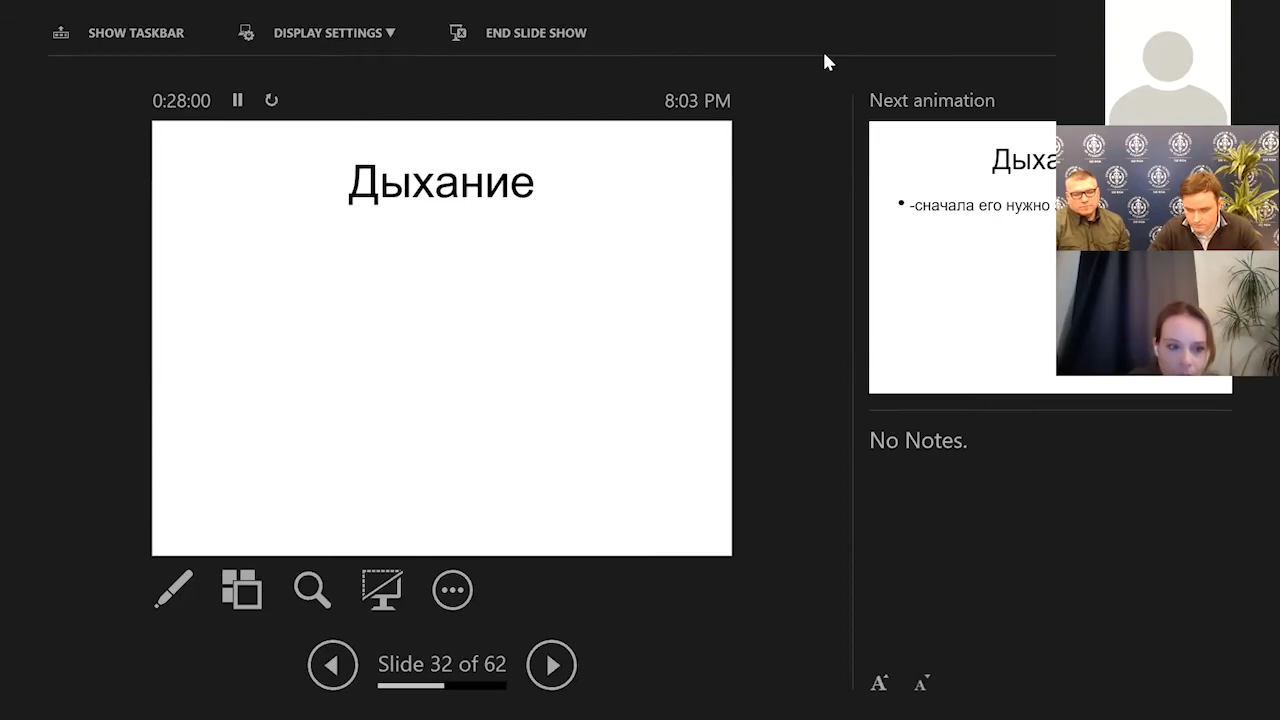 SHOW TASKBAR
DISPLAY SETTINGS ▼
END SLIDE SHOW
0:28:00
8:03 PM
Next animation
Дыхание
Дыха
• -сначала его нужно
No Notes.
Slide 32 of 62